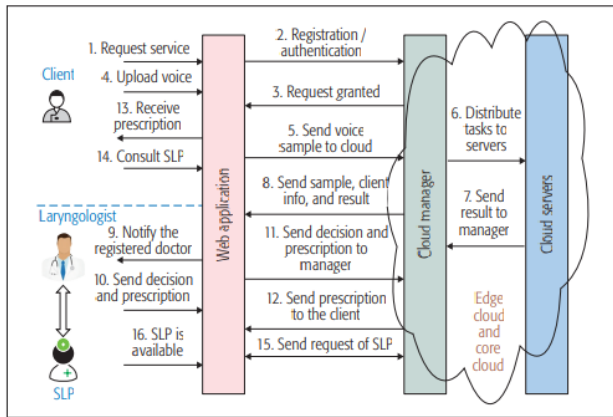 1. Request service
Client
4. Upload voice
13. Receive
prescription
14. Consult SLP
Laryngologist
9. Notify the
registered doctor
10. Send decision
and prescription
16. SLP is
available
SLP
Web application
2. Registration /
authentication
3. Request granted
5. Send voice
sample to cloud
8. Send sample, client
info, and result
11. Send decision and
prescription to
manager
12. Send prescription
to the client
15. Send request of SLP
Cloud manager
6. Distribute
tasks to
servers
7. Send
result to
manager
Edge
cloud and
core
cloud
Cloud servers